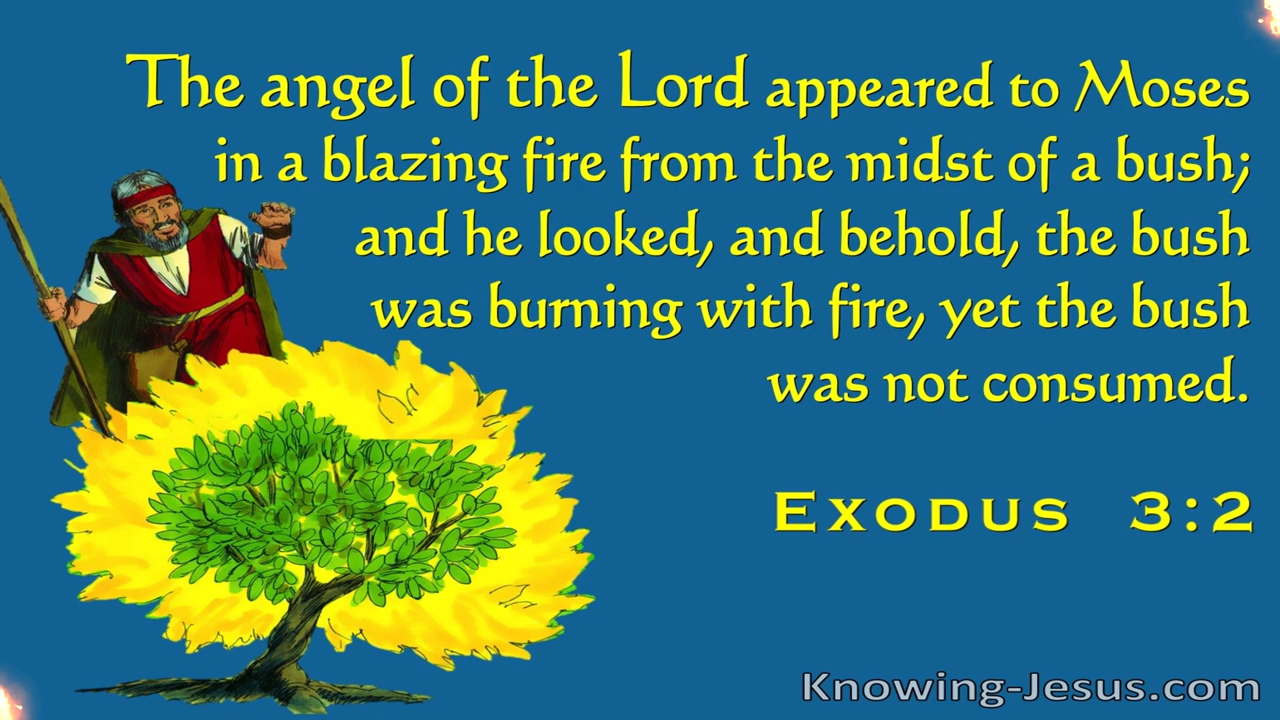 The angel of the Lord appeared to Moses
in a blazing fire from the midst of a bush;
and he looked, and behold, the bush
was burning with fire, yet the bush
was not consumed.
Exodus 3:2
Knowing-Jesus.com